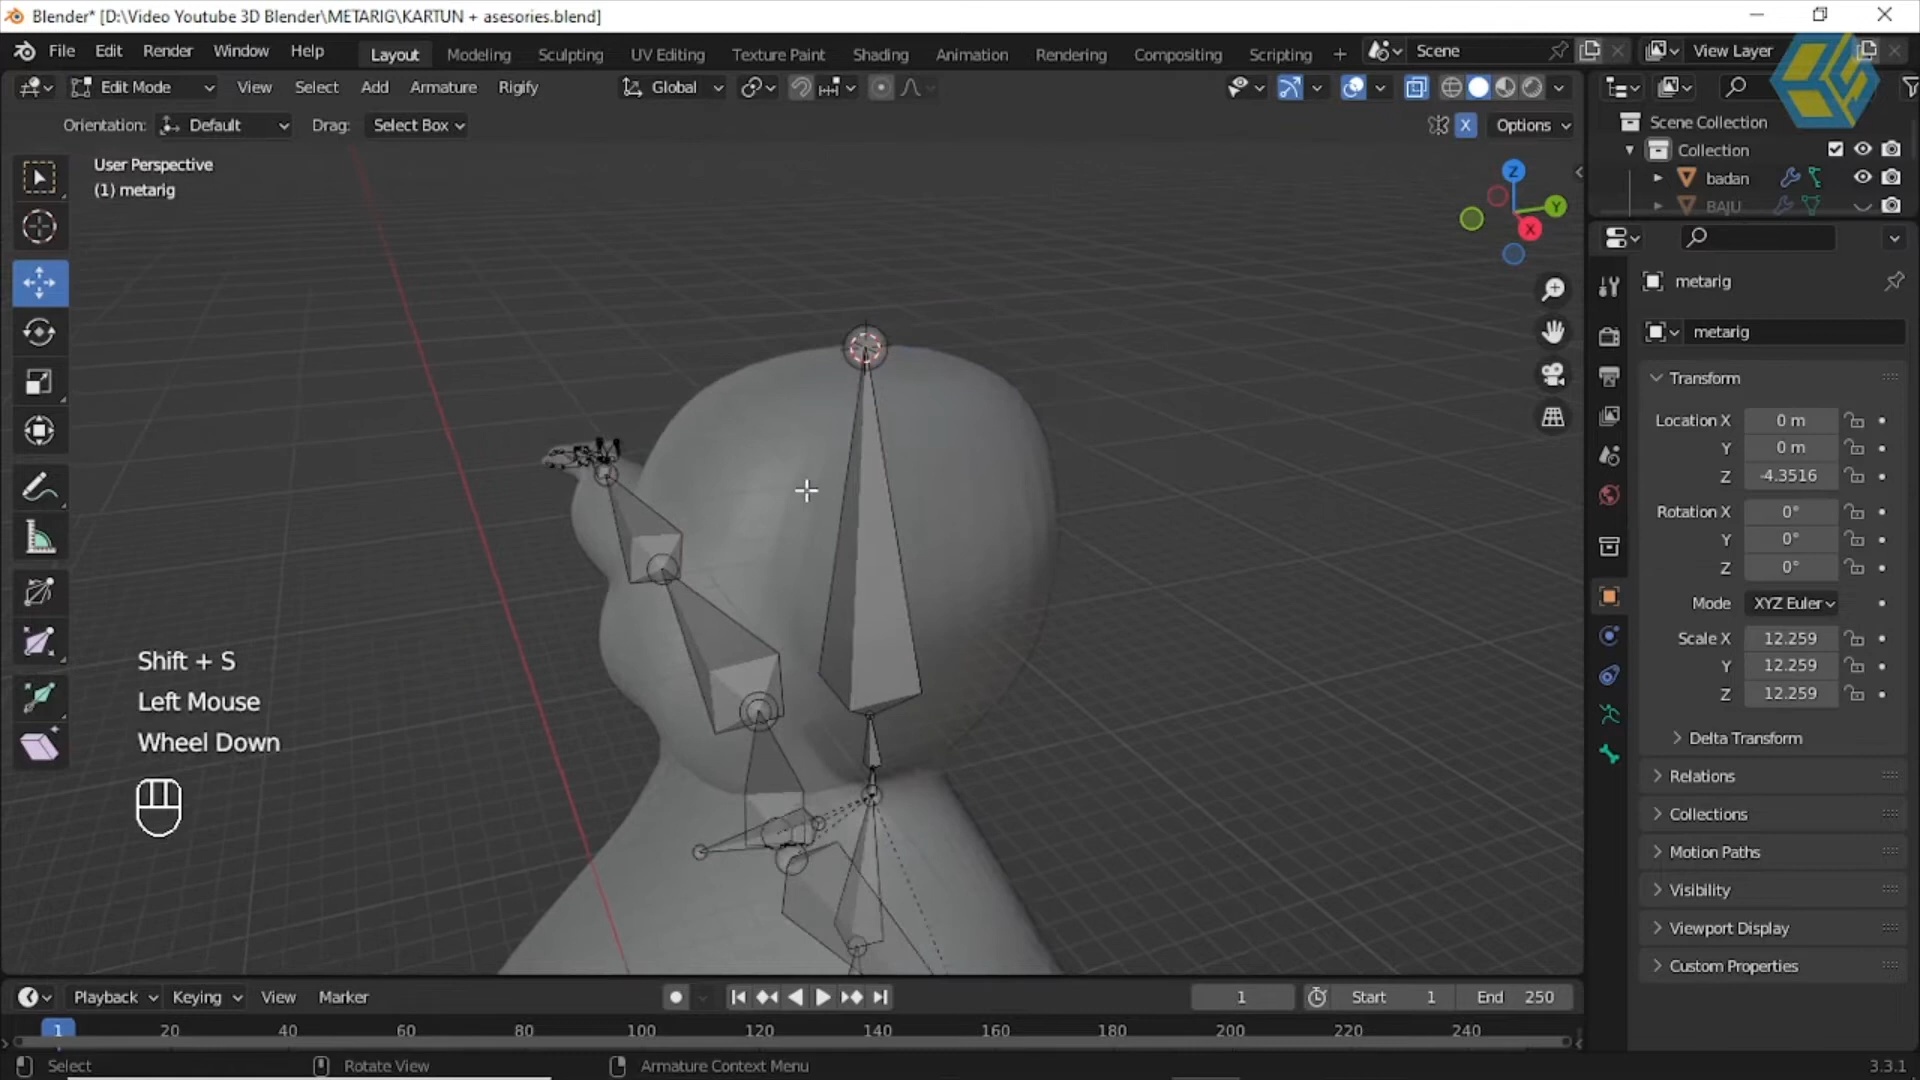 Blender* [D:\Video Youtube 3D Blender\METARIG\KARTUN + asesories.blend]
File Edit Render Window Help Layout Modeling Sculpting UV Editing Texture Paint Shading Animation Rendering Compositing Scripting + Scene View Layer
Edit Mode View Select Add Armature Rigify Global
Orientation: Default Drag: Select Box X Options
User Perspective
(1) metarig
Z
Y
X
Scene Collection
Collection
badan
BAJU
metarig
metarig
Transform
Location X 0 m
Y 0 m
Z -4.3516
Rotation X 0°
Y 0°
Z 0°
Mode XYZ Euler
Scale X 12.259
Y 12.259
Z 12.259
Delta Transform
Relations
Collections
Motion Paths
Visibility
Viewport Display
Custom Properties
Shift + S
Left Mouse
Wheel Down
Playback Keying View Marker 1 Start 1 End 250
1 20 40 60 80 100 120 140 160 180 200 220 240
Select Rotate View Armature Context Menu 3.3.1